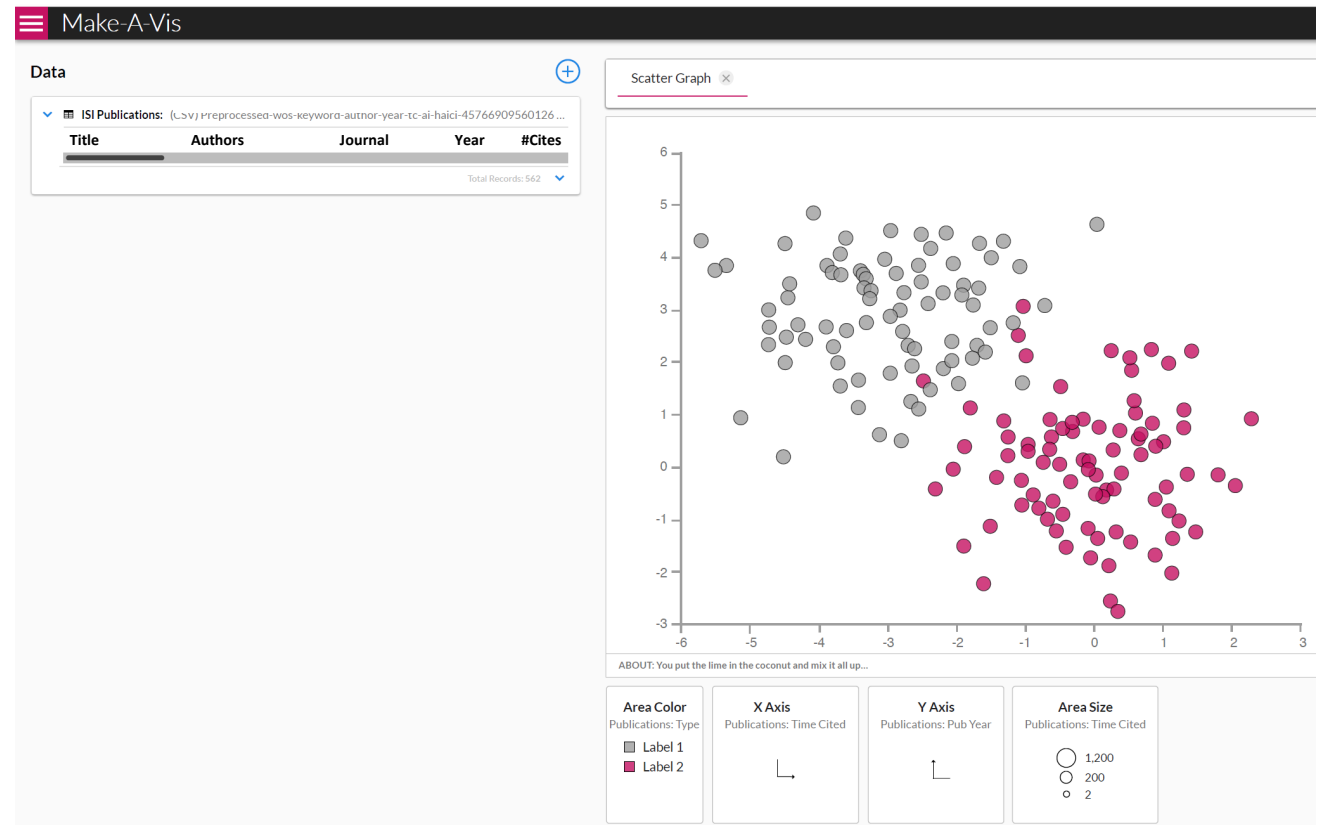 Make-A-Vis
Data
ISI Publications: (CSV) Preprocessed-wos-keyword-author-year-tc-ai-haici-45766909560126 ...
Title Authors Journal Year #Cites
Total Records: 562
Scatter Graph
6
5
4
3
2
1
0
-1
-2
-3
-6 -5 -4 -3 -2 -1 0 1 2 3
ABOUT: You put the lime in the coconut and mix it all up...
Area Color
Publications: Type
Label 1
Label 2
X Axis
Publications: Time Cited
Y Axis
Publications: Pub Year
Area Size
Publications: Time Cited
1,200
200
2